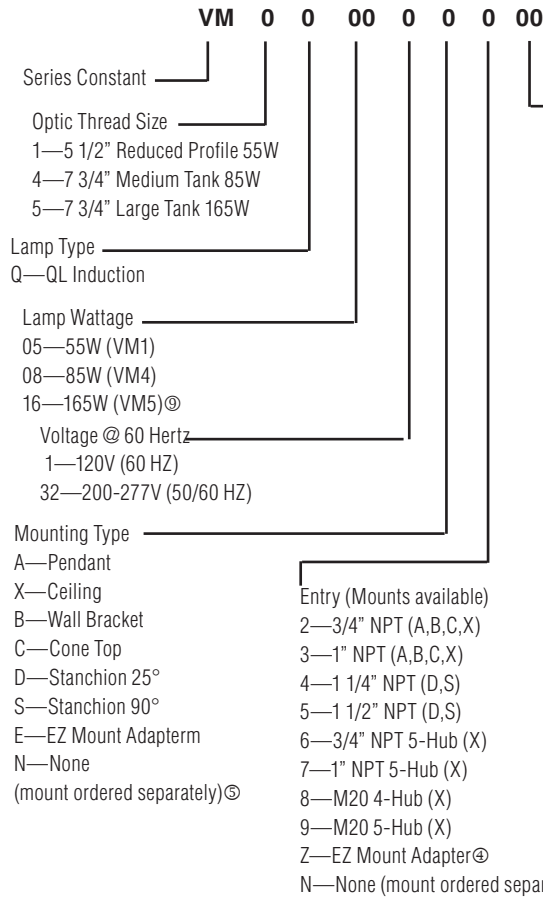 VM 0 0 00 0 0 0 00
Series Constant
Optic Thread Size
1—5 1/2" Reduced Profile 55W
4—7 3/4" Medium Tank 85W
5—7 3/4" Large Tank 165W
Lamp Type
Q—QL Induction
Lamp Wattage
05—55W (VM1)
08—85W (VM4)
16—165W (VM5)⑨
Voltage @ 60 Hertz
1—120V (60 HZ)
32—200-277V (50/60 HZ)
Mounting Type
A—Pendant
X—Ceiling
B—Wall Bracket
C—Cone Top
D—Stanchion 25°
S—Stanchion 90°
E—EZ Mount Adapterm
N—None
(mount ordered separately)⑤
Entry (Mounts available)
2—3/4" NPT (A,B,C,X)
3—1" NPT (A,B,C,X)
4—1 1/4" NPT (D,S)
5—1 1/2" NPT (D,S)
6—3/4" NPT 5-Hub (X)
7—1" NPT 5-Hub (X)
8—M20 4-Hub (X)
9—M20 5-Hub (X)
Z—EZ Mount Adapter④
N—None (mount ordered